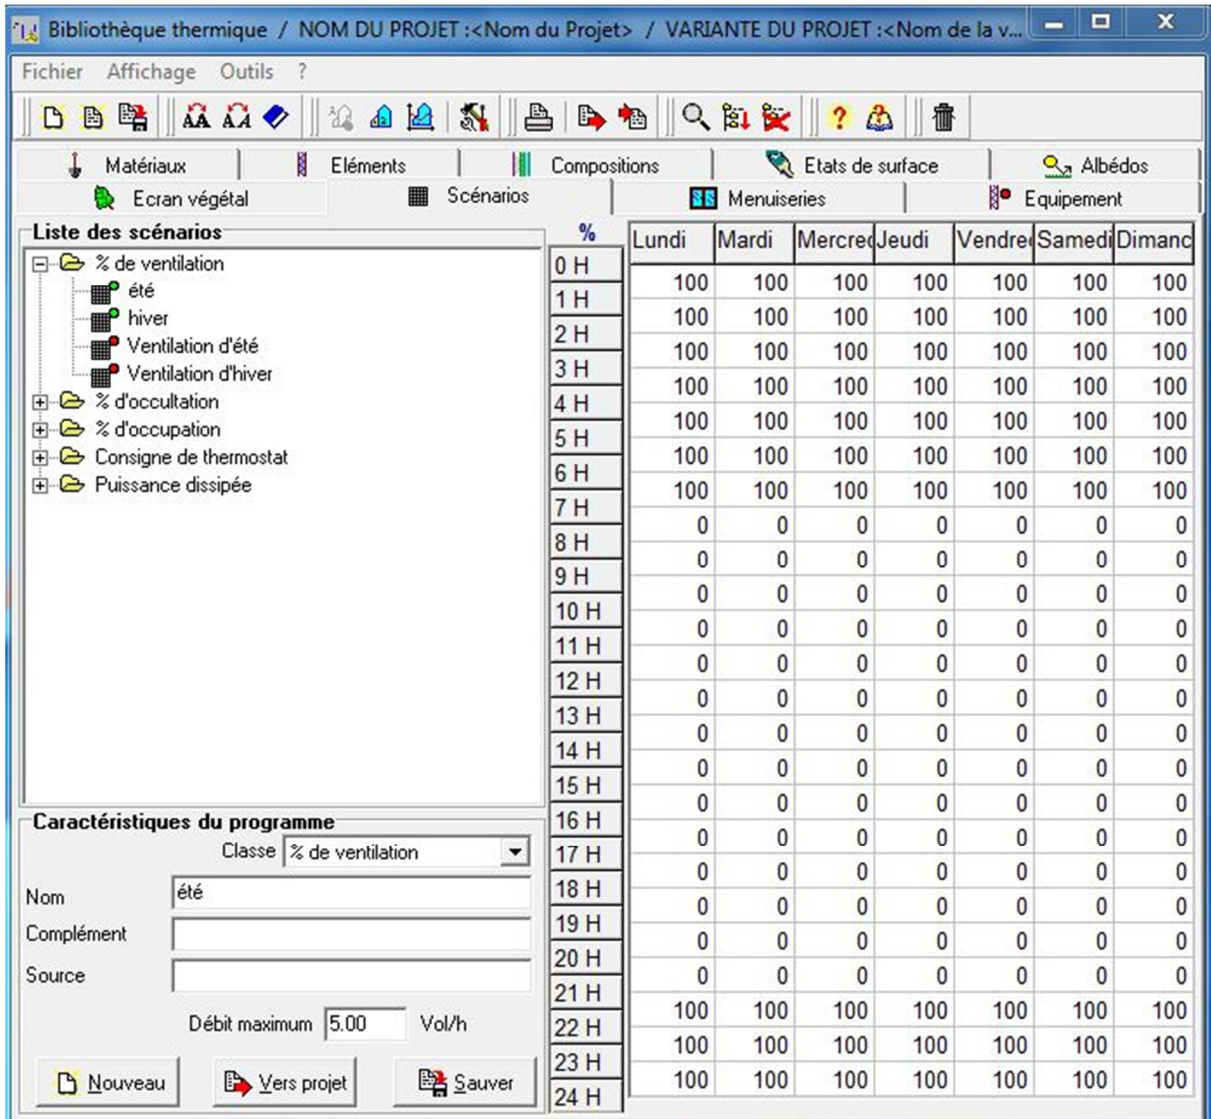 Bibliothèque thermique / NOM DU PROJET :<Nom du Projet> / VARIANTE DU PROJET :<Nom de la v...
Fichier Affichage Outils ?
Matériaux Eléments Compositions Etats de surface Albédos
Ecran végétal Scénarios Menuiseries Equipement
Liste des scénarios
% de ventilation
été
hiver
Ventilation d'été
Ventilation d'hiver
% d'occultation
% d'occupation
Consigne de thermostat
Puissance dissipée
Caractéristiques du programme
Classe % de ventilation
Nom été
Complément
Source
Débit maximum 5.00 Vol/h
Nouveau Vers projet Sauver
% Lundi Mardi Mercred Jeudi Vendred Samedi Dimanc
0 H
100 100 100 100 100 100 100
1 H
100 100 100 100 100 100 100
2 H
100 100 100 100 100 100 100
3 H
100 100 100 100 100 100 100
4 H
100 100 100 100 100 100 100
5 H
100 100 100 100 100 100 100
6 H
100 100 100 100 100 100 100
7 H
0 0 0 0 0 0 0
8 H
0 0 0 0 0 0 0
9 H
0 0 0 0 0 0 0
10 H
0 0 0 0 0 0 0
11 H
0 0 0 0 0 0 0
12 H
0 0 0 0 0 0 0
13 H
0 0 0 0 0 0 0
14 H
0 0 0 0 0 0 0
15 H
0 0 0 0 0 0 0
16 H
0 0 0 0 0 0 0
17 H
0 0 0 0 0 0 0
18 H
0 0 0 0 0 0 0
19 H
0 0 0 0 0 0 0
20 H
0 0 0 0 0 0 0
21 H
100 100 100 100 100 100 100
22 H
100 100 100 100 100 100 100
23 H
100 100 100 100 100 100 100
24 H